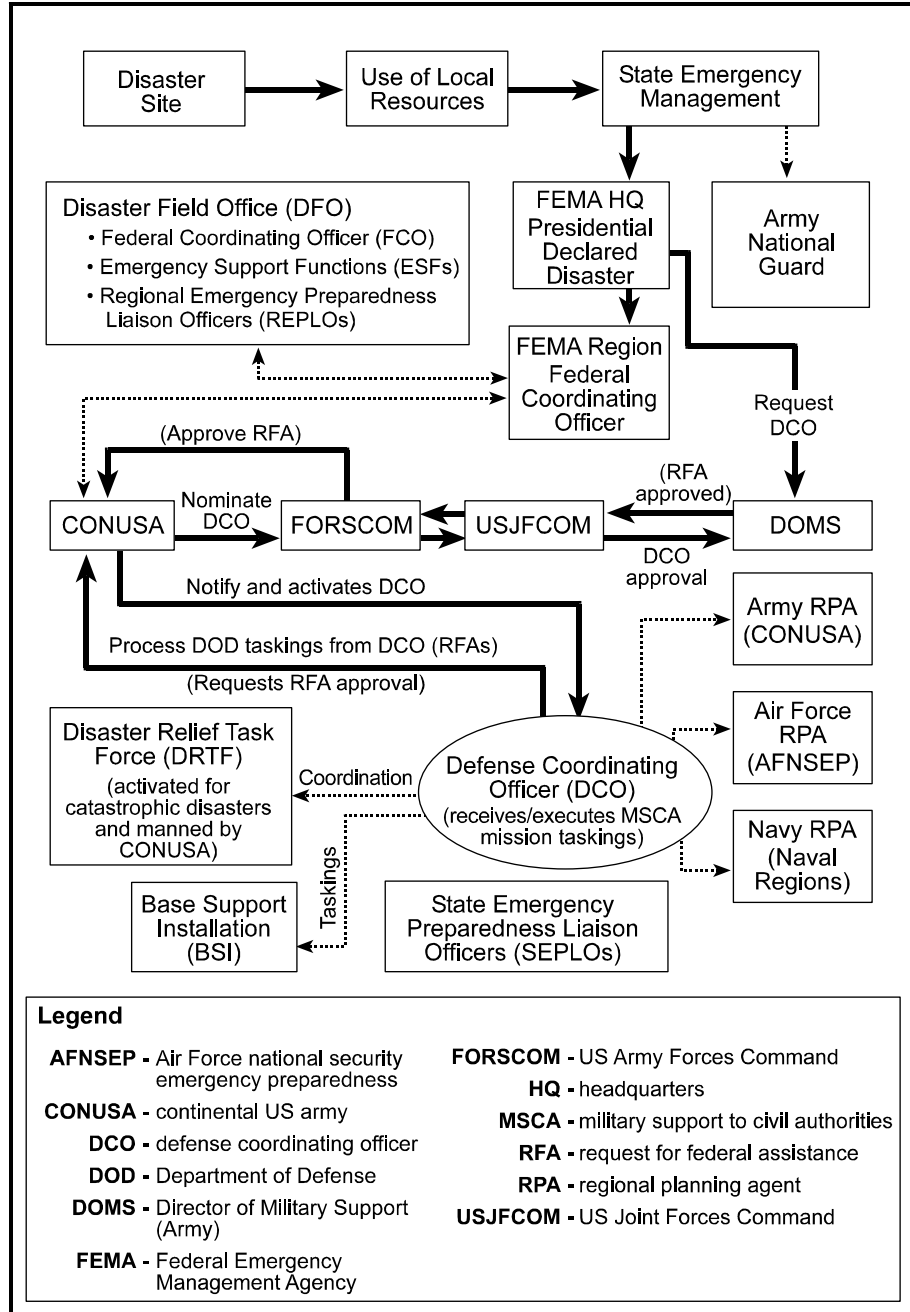 Disaster
Site
Use of Local
Resources
State Emergency
Management
Disaster Field Office (DFO)
• Federal Coordinating Officer (FCO)
• Emergency Support Functions (ESFs)
• Regional Emergency Preparedness
Liaison Officers (REPLOs)
FEMA HQ
Presidential
Declared
Disaster
Army
National
Guard
FEMA Region
Federal
Coordinating
Officer
Request
DCO
(Approve RFA)
(RFA
approved)
Nominate
DCO
CONUSA
FORSCOM
USJFCOM
DOMS
DCO
approval
Notify and activates DCO
Process DOD taskings from DCO (RFAs)
(Requests RFA approval)
Army RPA
(CONUSA)
Air Force
RPA
(AFNSEP)
Navy RPA
(Naval
Regions)
Disaster Relief Task
Force (DRTF)
(activated for
catastrophic disasters
and manned by
CONUSA)
Coordination
Defense Coordinating
Officer (DCO)
(receives/executes MSCA
mission taskings)
Taskings
Base Support
Installation
(BSI)
State Emergency
Preparedness Liaison
Officers (SEPLOs)
Legend
AFNSEP - Air Force national security
emergency preparedness
CONUSA - continental US army
DCO - defense coordinating officer
DOD - Department of Defense
DOMS - Director of Military Support
(Army)
FEMA - Federal Emergency
Management Agency
FORSCOM - US Army Forces Command
HQ - headquarters
MSCA - military support to civil authorities
RFA - request for federal assistance
RPA - regional planning agent
USJFCOM - US Joint Forces Command